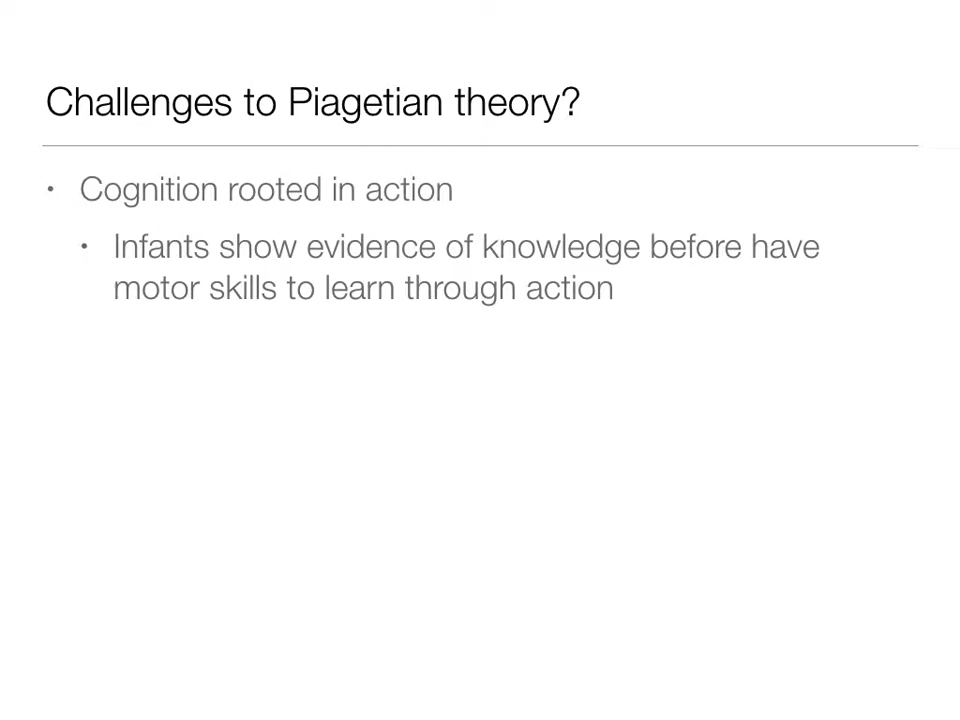 Challenges to Piagetian theory?
• Cognition rooted in action
• Infants show evidence of knowledge before have
motor skills to learn through action